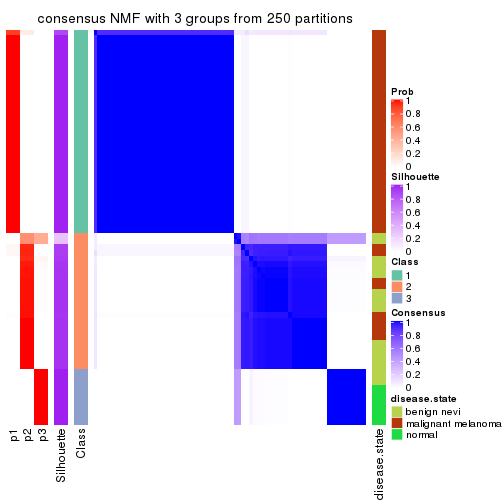 consensus NMF with 3 groups from 250 partitions
Prob
1
0.8
0.6
0.4
0.2
0
Silhouette
1
0.8
0.6
0.4
0.2
0
Class
1
2
3
Consensus
1
0.8
0.6
0.4
0.2
0
disease.state
benign nevi
malignant melanoma
normal
p1
p2
p3
Silhouette
Class
disease.state